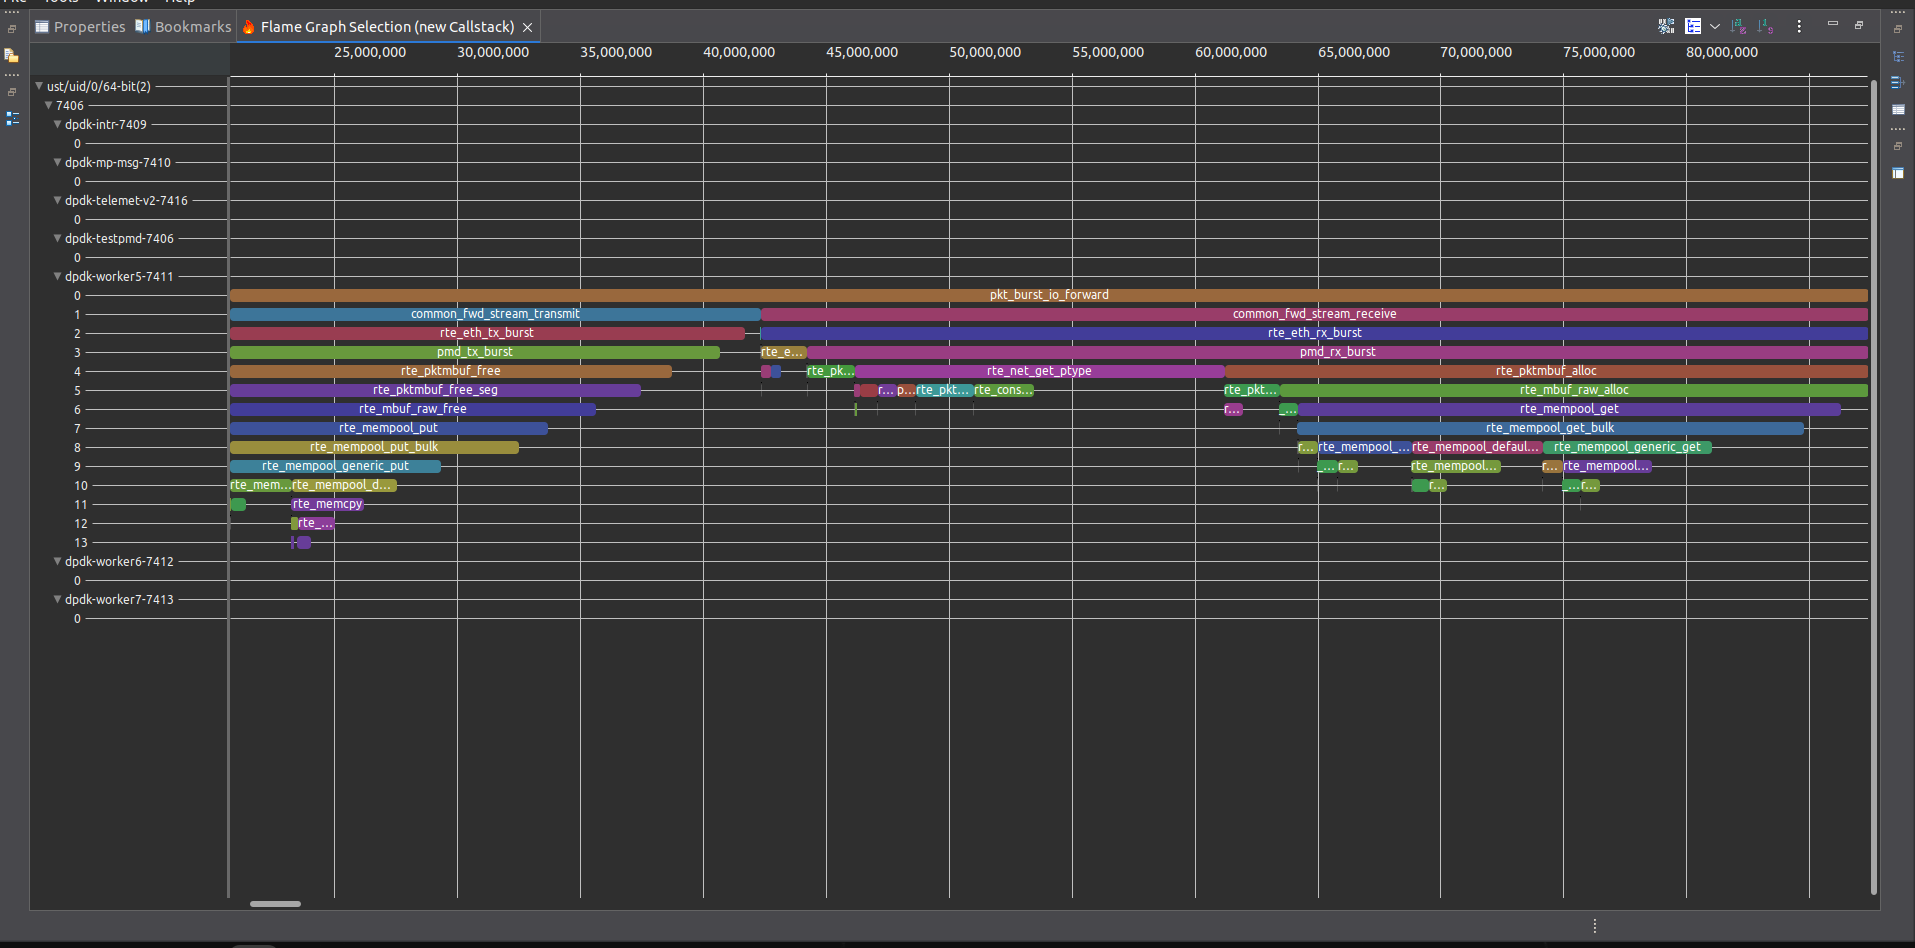 Tools Window Help
Properties Bookmarks Flame Graph Selection (new Callstack)
25,000,000 30,000,000 35,000,000 40,000,000 45,000,000 50,000,000 55,000,000 60,000,000 65,000,000 70,000,000 75,000,000 80,000,000
ust/uid/0/64-bit(2)
7406
dpdk-intr-7409
0
dpdk-mp-msg-7410
0
dpdk-telemet-v2-7416
0
dpdk-testpmd-7406
0
dpdk-worker5-7411
0 pkt_burst_io_forward
1 common_fwd_stream_transmit common_fwd_stream_receive
2 rte_eth_tx_burst rte_eth_rx_burst
3 pmd_tx_burst rte_e... pmd_rx_burst
4 rte_pktmbuf_free rte_pk... rte_net_get_ptype rte_pktmbuf_alloc
5 rte_pktmbuf_free_seg r... p... rte_pkt... rte_cons... rte_pkt... rte_mbuf_raw_alloc
6 rte_mbuf_raw_free r... _... rte_mempool_get
7 rte_mempool_put rte_mempool_get_bulk
8 rte_mempool_put_bulk r... rte_mempool_... rte_mempool_defaul... rte_mempool_generic_get
9 rte_mempool_generic_put _... r... rte_mempool... r... rte_mempool...
10 rte_mem... rte_mempool_d... r... _... r...
11 rte_memcpy
12 rte_...
13
dpdk-worker6-7412
0
dpdk-worker7-7413
0